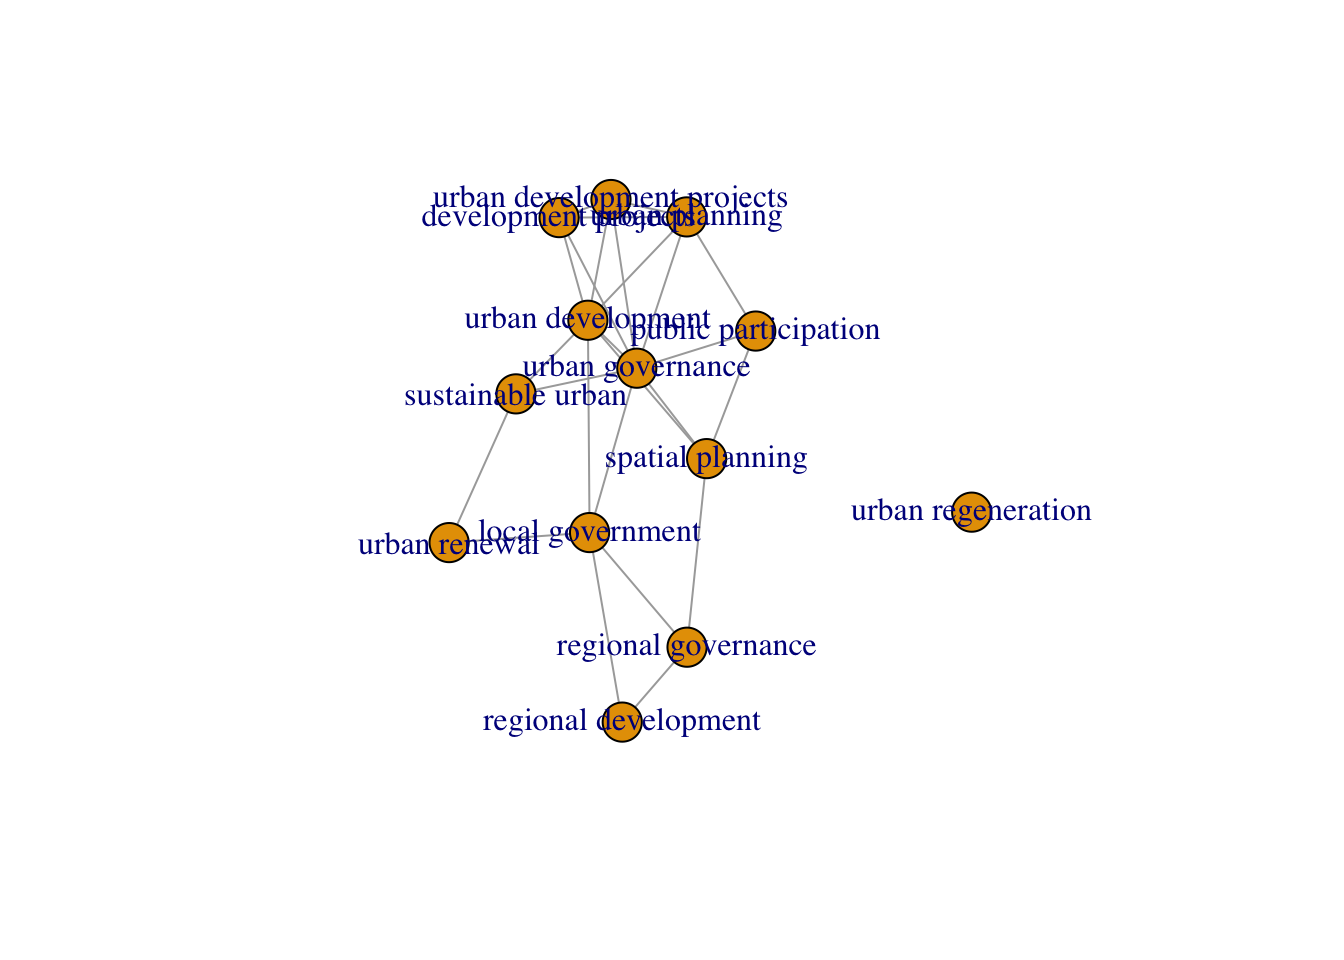 urban development projects
development projects
urban planning
urban development
public participation
urban governance
sustainable urban
spatial planning
urban regeneration
local government
urban renewal
regional governance
regional development